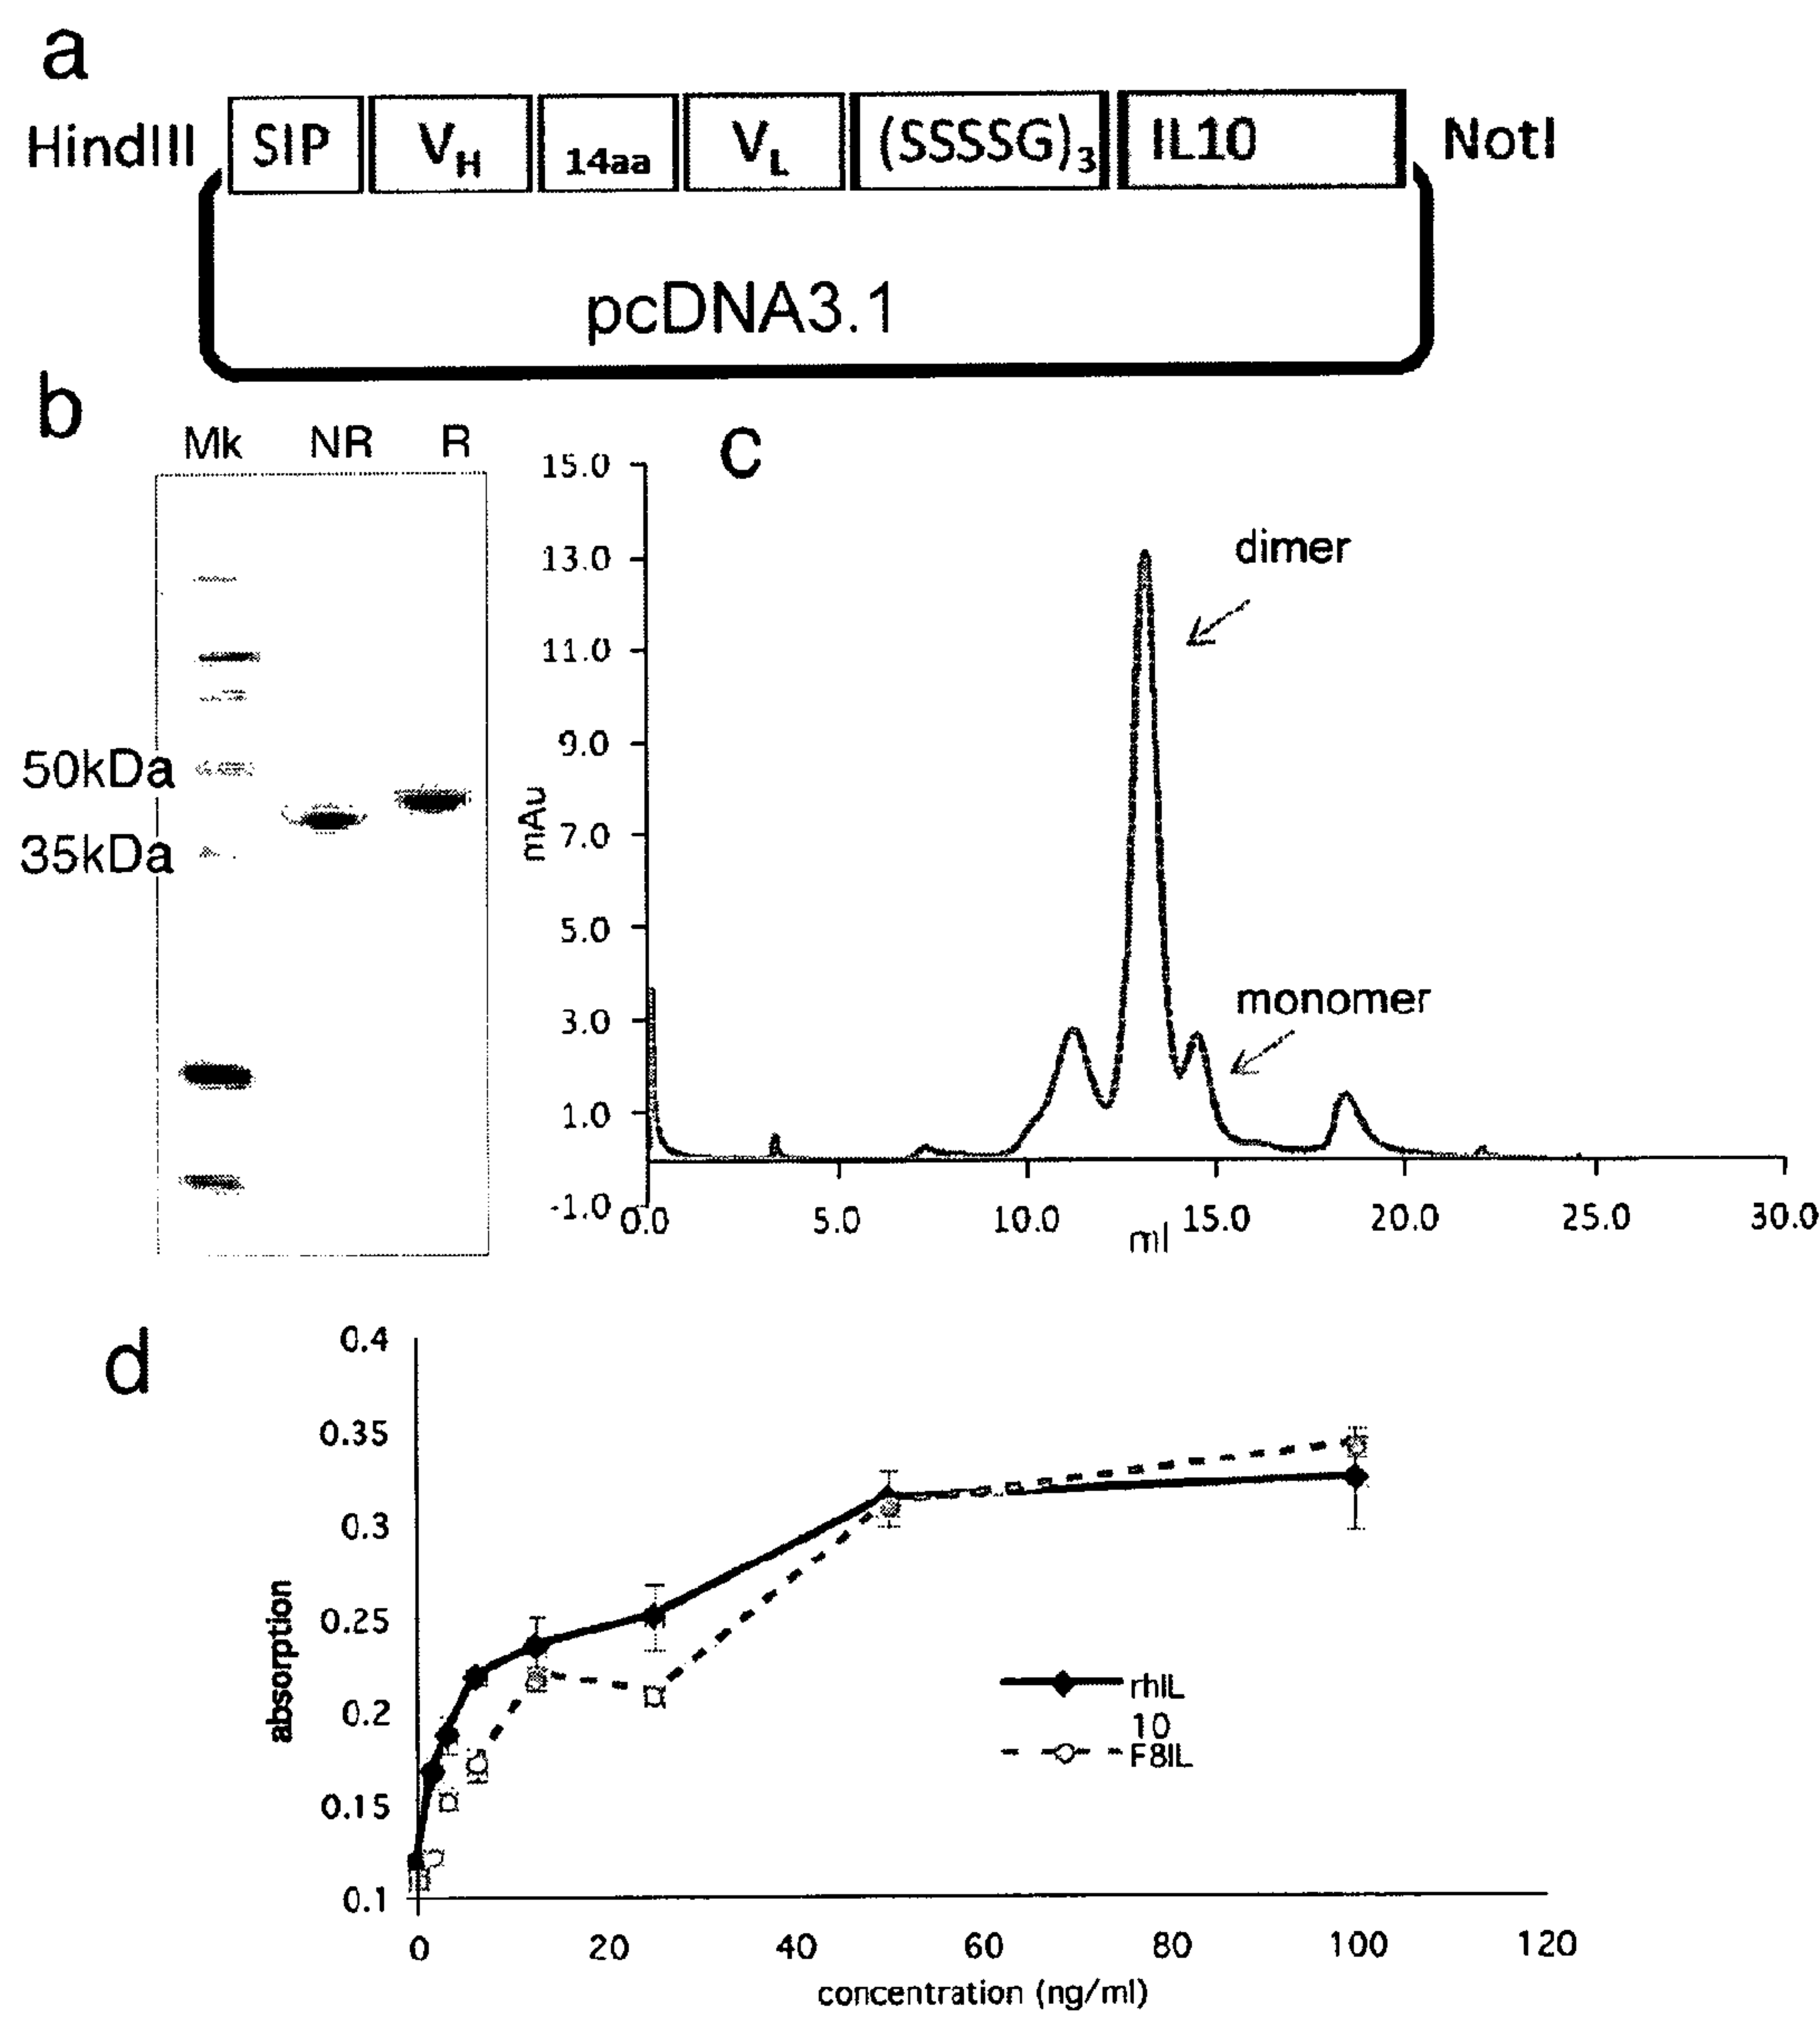 a
HindIII SIP VH 14aa VL (SSSSG)3 IL10 NotI
pcDNA3.1
b
Mk NR R
50kDa
35kDa
c
15.0
13.0
11.0
9.0
7.0
5.0
3.0
1.0
-1.0
mAu
dimer
monomer
0.0 5.0 10.0 15.0 20.0 25.0 30.0
ml
d
0.4
0.35
0.3
0.25
0.2
0.15
0.1
absorption
rhIL
10
F8IL
0 20 40 60 80 100 120
concentration (ng/ml)